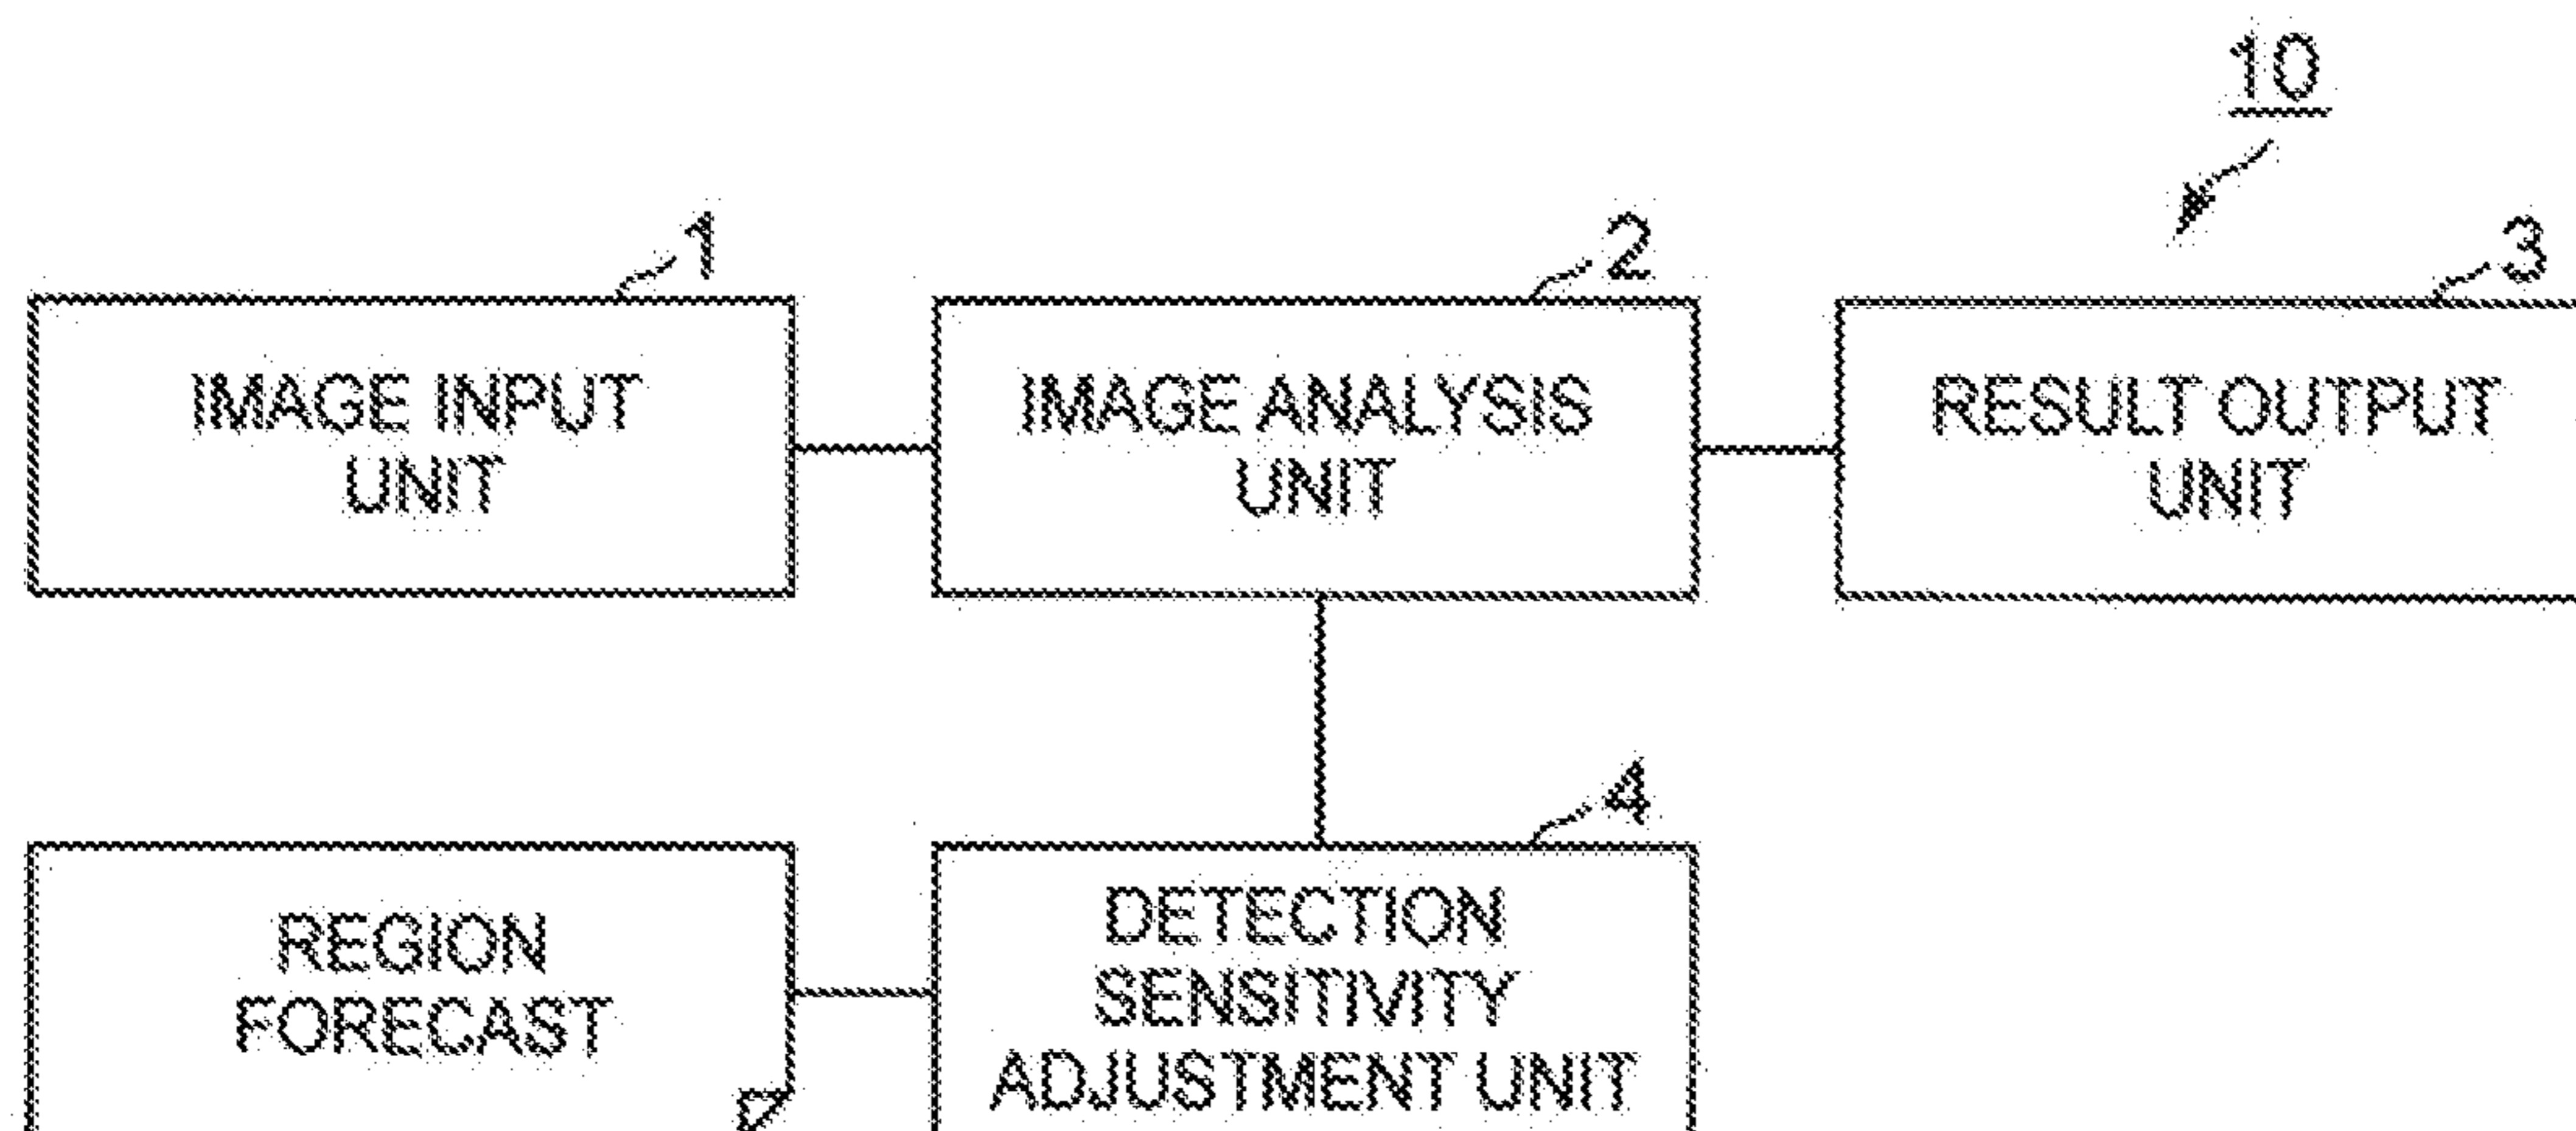 10
1
2
3
IMAGE INPUT
UNIT
IMAGE ANALYSIS
UNIT
RESULT OUTPUT
UNIT
4
REGION
FORECAST
DETECTION
SENSITIVITY
ADJUSTMENT UNIT